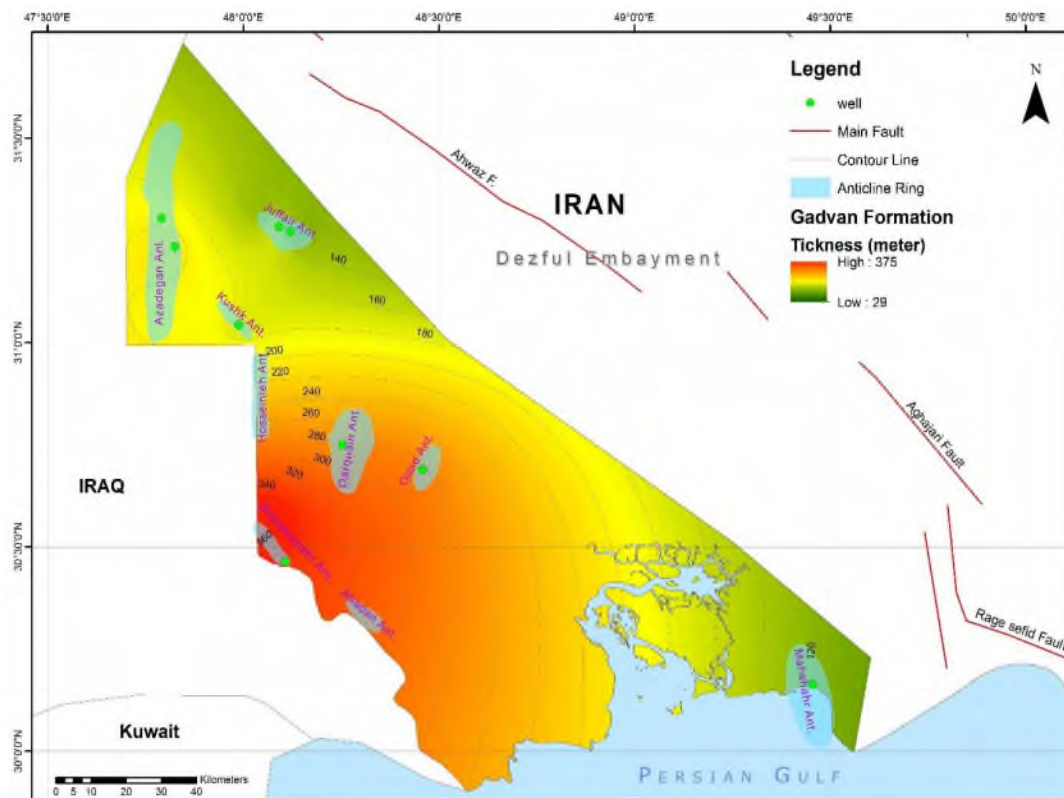 47°30'0"E
48°0'0"E
48°30'0"E
49°0'0"E
49°30'0"E
50°0'0"E
31°30'0"N
31°0'0"N
30°30'0"N
30°0'0"N
N
Legend
well
Main Fault
Contour Line
Anticline Ring
Gadvan Formation
Tickness (meter)
High : 375
Low : 29
Ahwaz F.
IRAN
Dezful Embayment
Juffair Ant.
Azadegan Ant.
Kushk Ant.
140
160
180
200
220
240
260
280
300
320
340
360
Hosseinieh Ant.
Darquain Ant.
Ant.
Aghajari Fault
IRAQ
Ant.
Ant.
Rage sefid Fault
120
Mahshahr Ant.
Kuwait
PERSIAN GULF
Kilometers
0 5 10 20 30 40